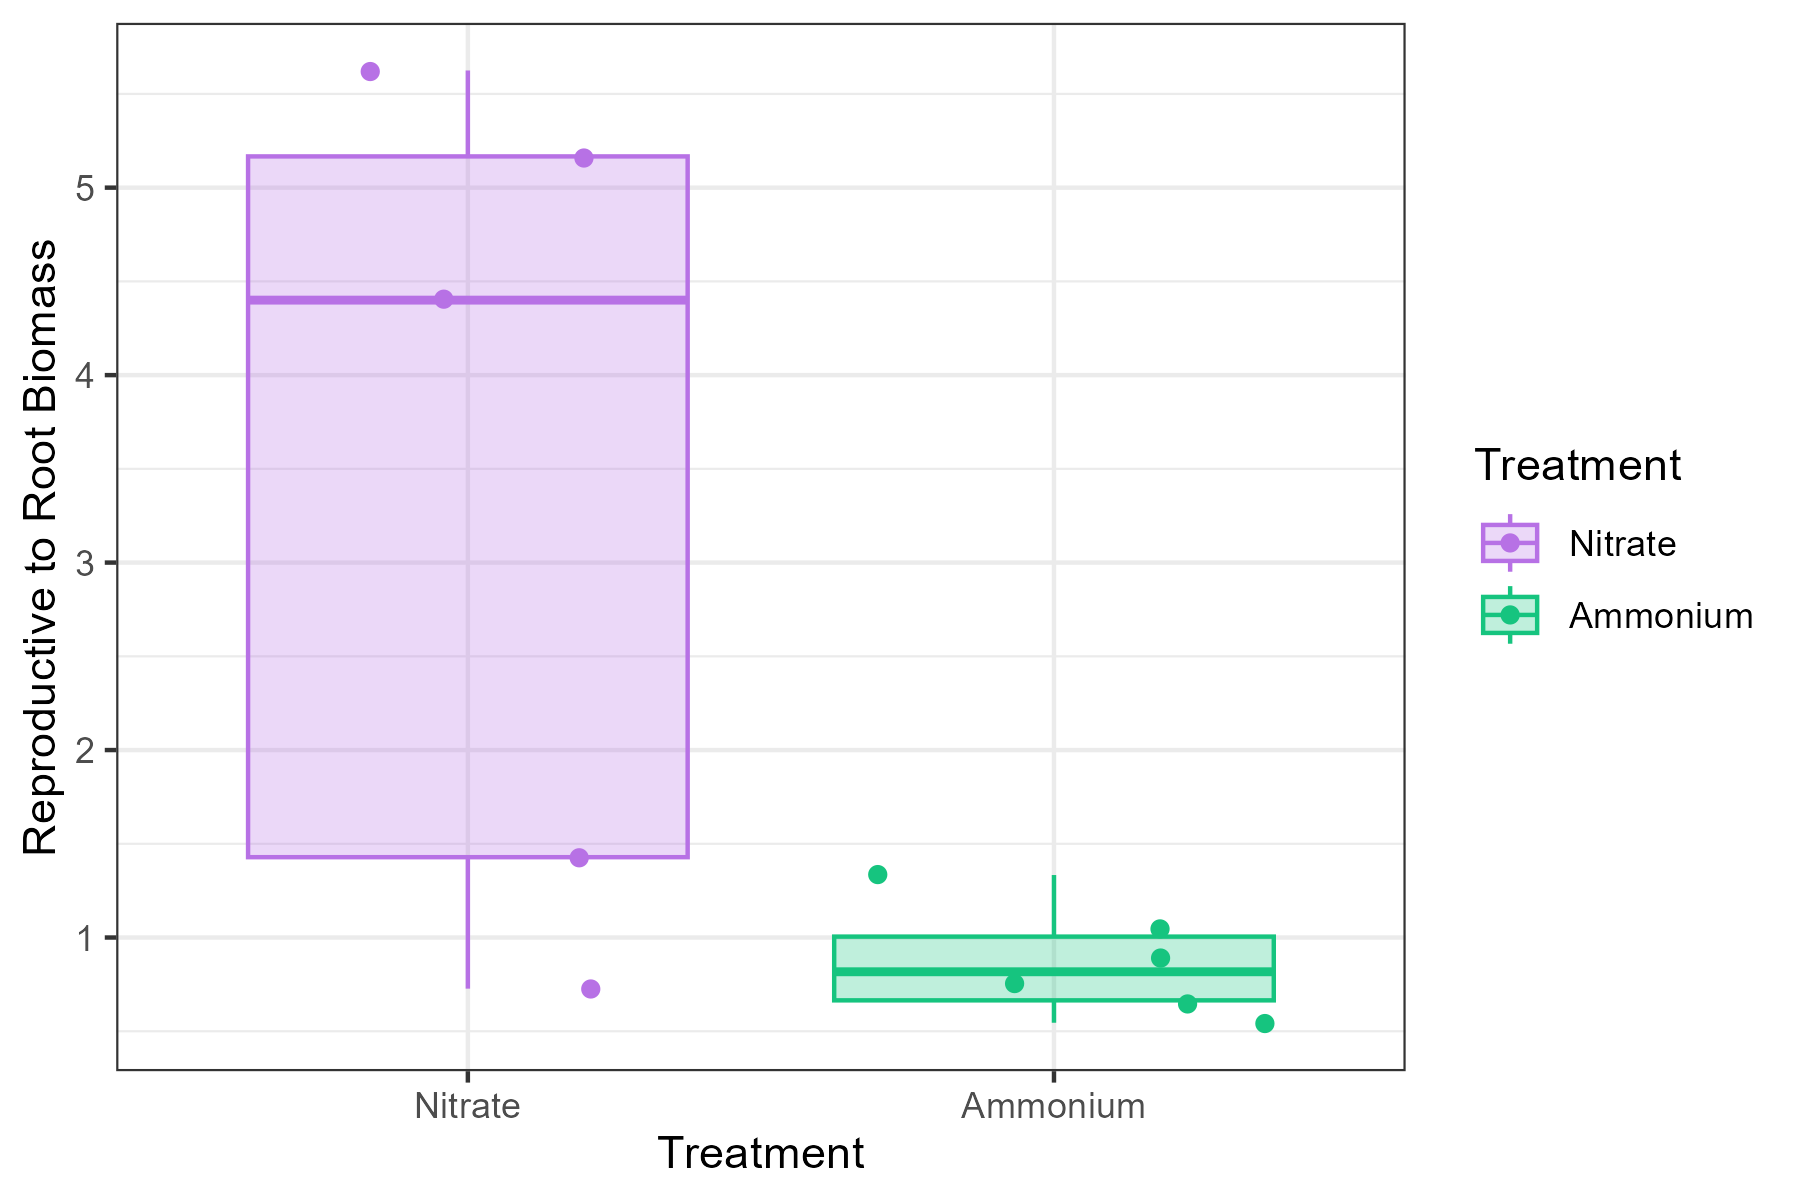 Reproductive to Root Biomass
5
4
3
2
1
Nitrate
Ammonium
Treatment
Treatment
Nitrate
Ammonium